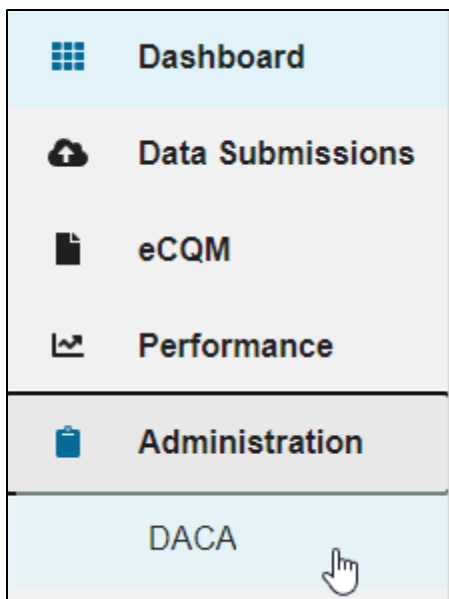 Dashboard
Data Submissions
eCQM
Performance
Administration
DACA